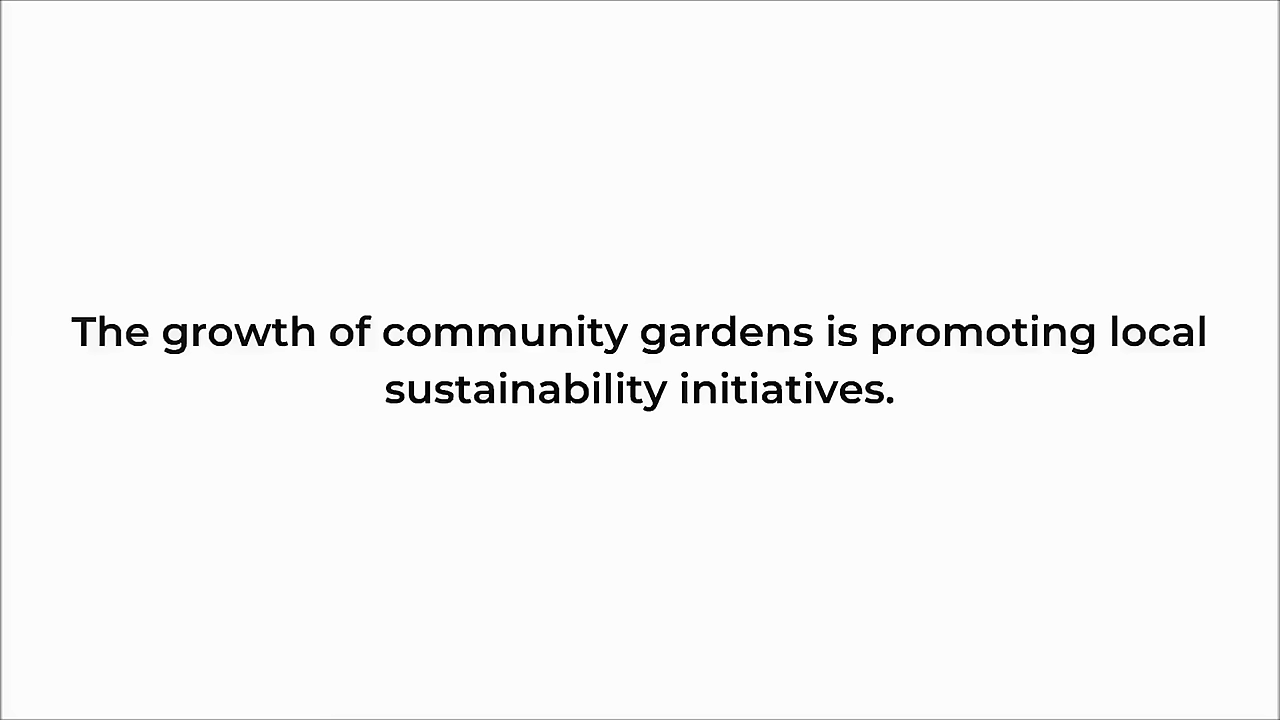 The growth of community gardens is promoting local
sustainability initiatives.